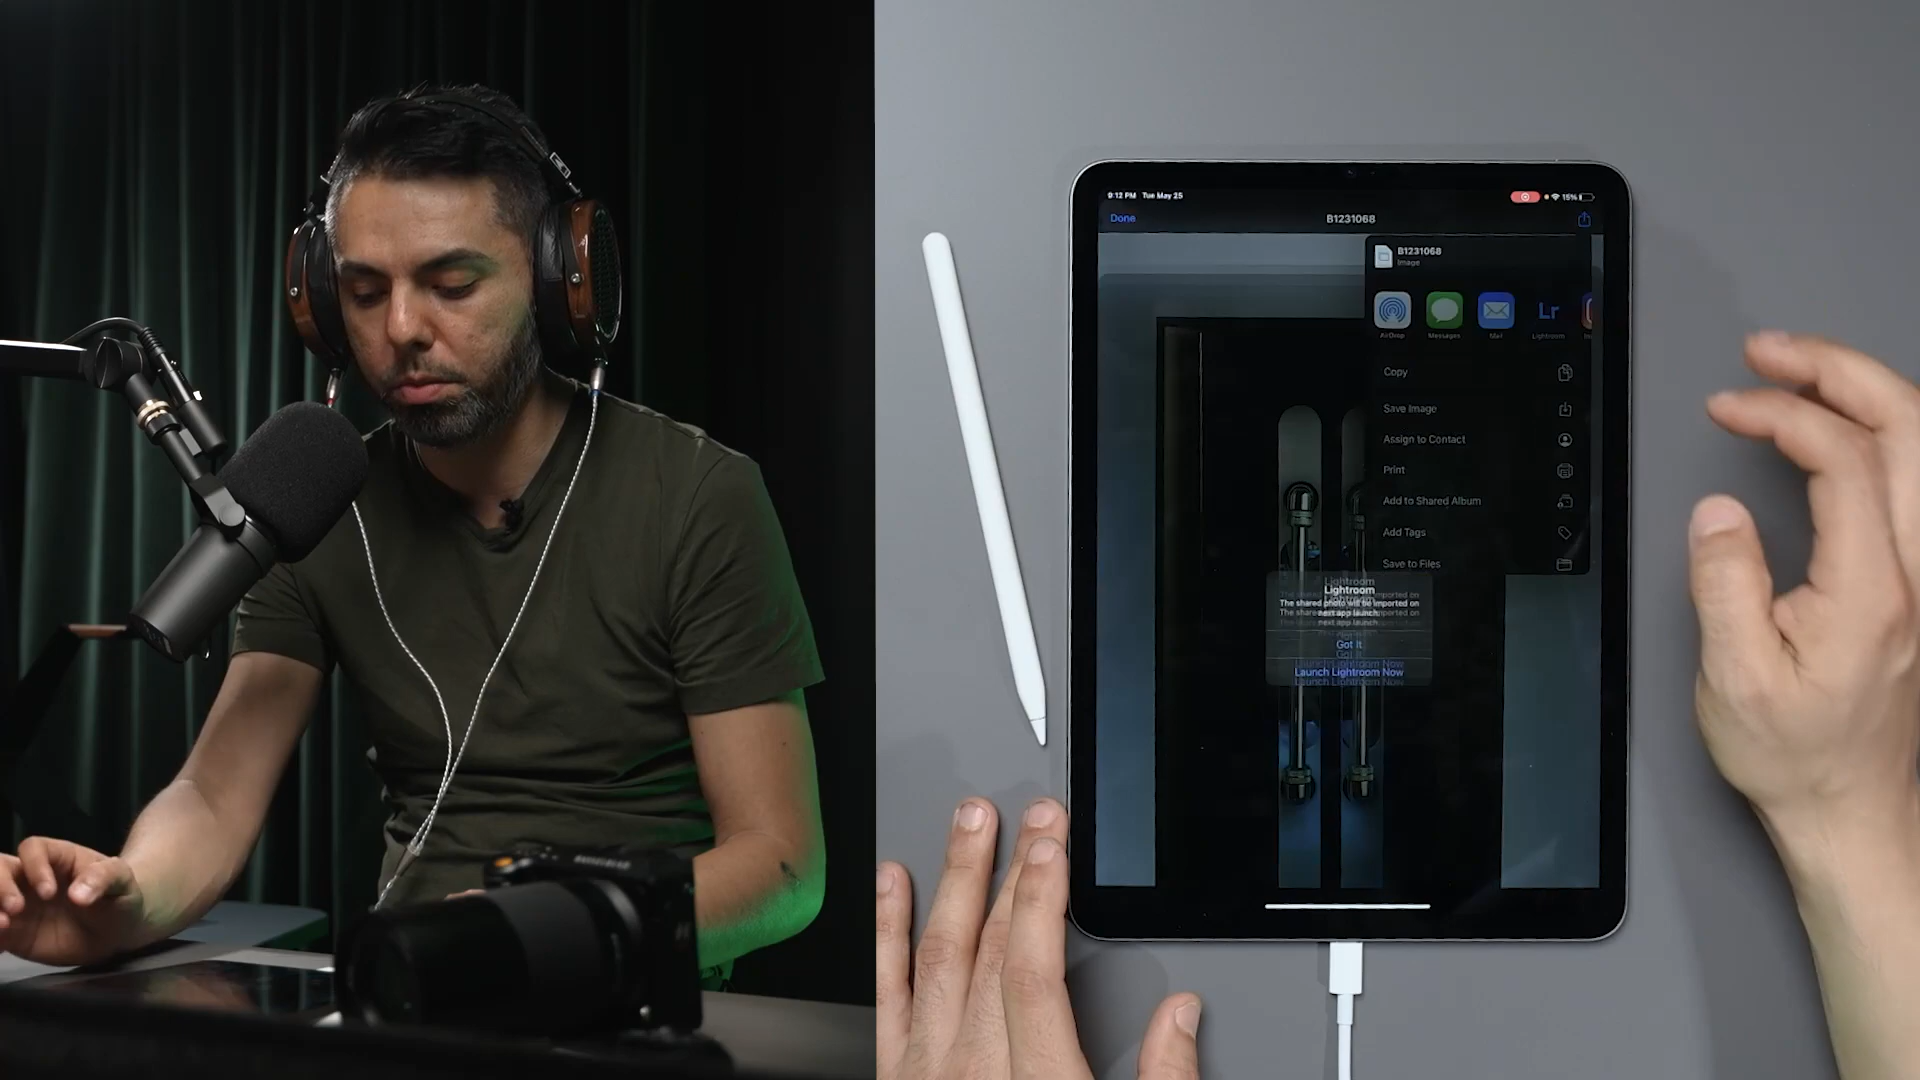 9:12 PM Tue May 25
15%
Done
B1231068
B1231068
Image
Lr
AirDrop
Messages
Mail
Lightroom
Copy
Save Image
Assign to Contact
Print
Add to Shared Album
Add Tags
Save to Files
Lightroom
The shared photo will be imported on
next app launch.
Got It
Launch Lightroom Now